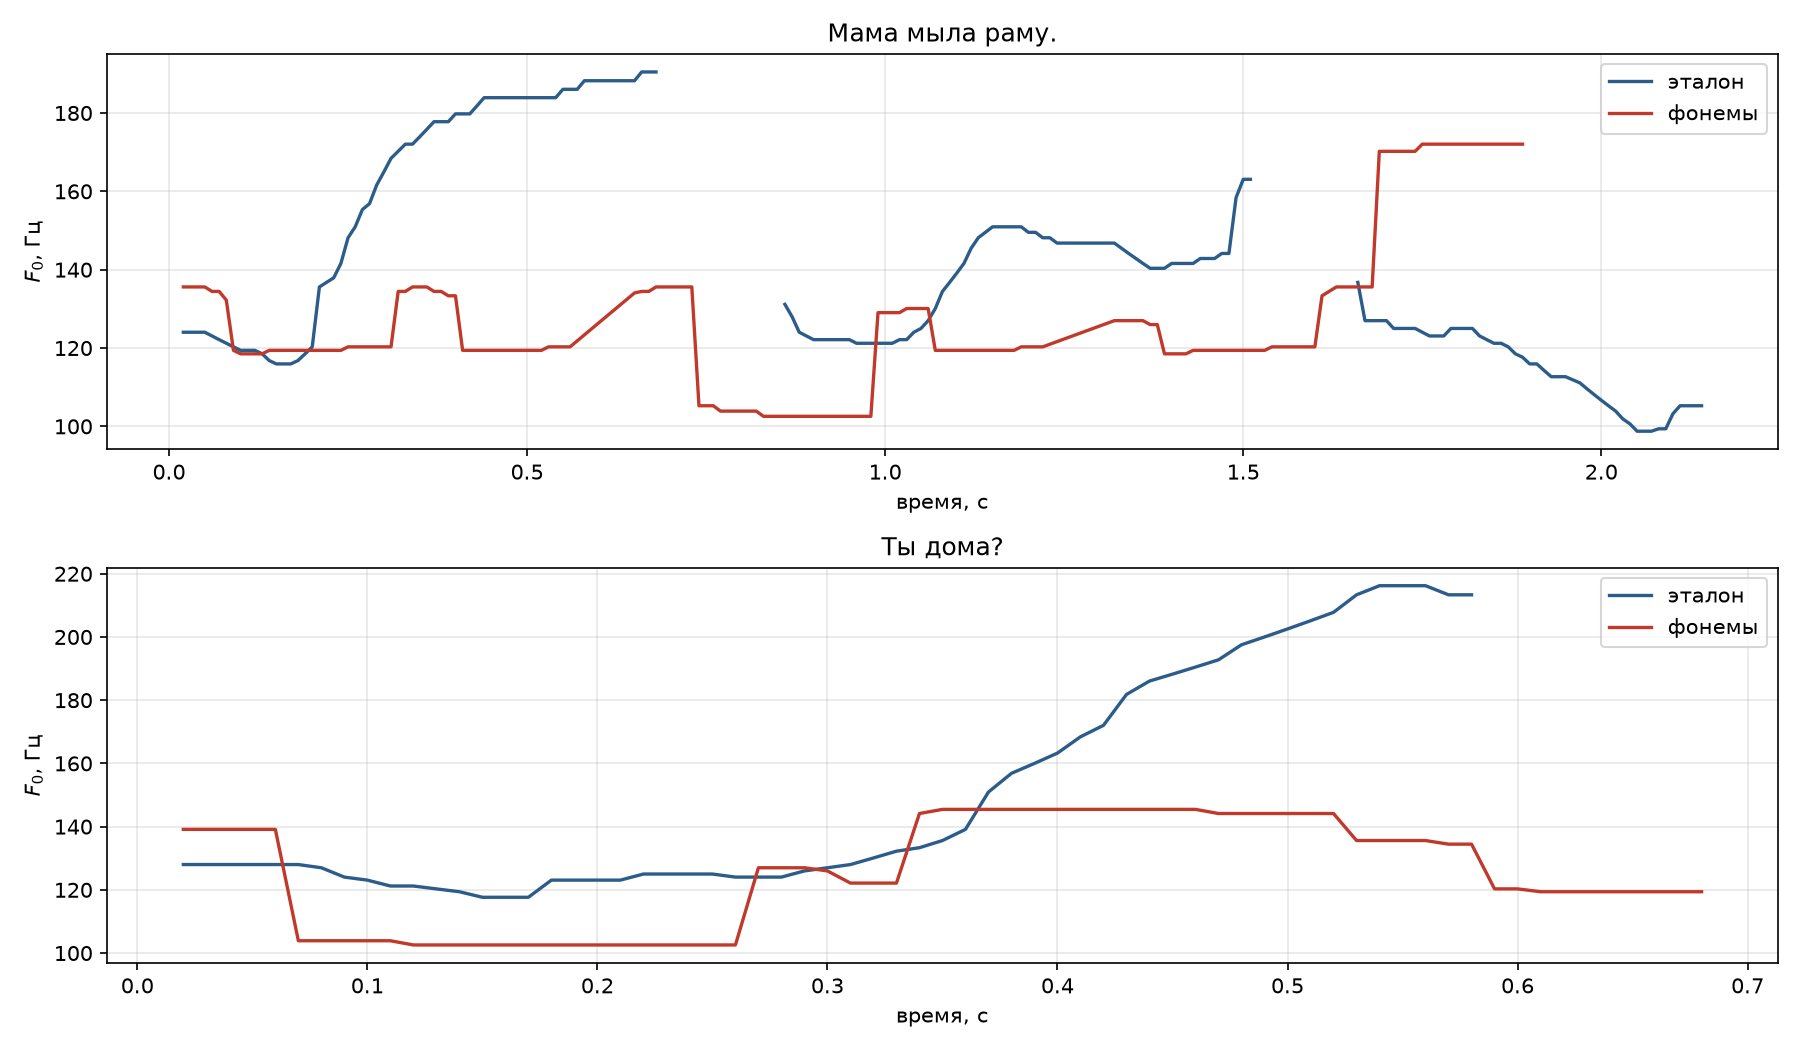 Мама мыла раму.
эталон
фонемы
F₀, Гц
180
160
140
120
100
0.0 0.5 1.0 1.5 2.0
время, с
Ты дома?
эталон
фонемы
F₀, Гц
220
200
180
160
140
120
100
0.0 0.1 0.2 0.3 0.4 0.5 0.6 0.7
время, с